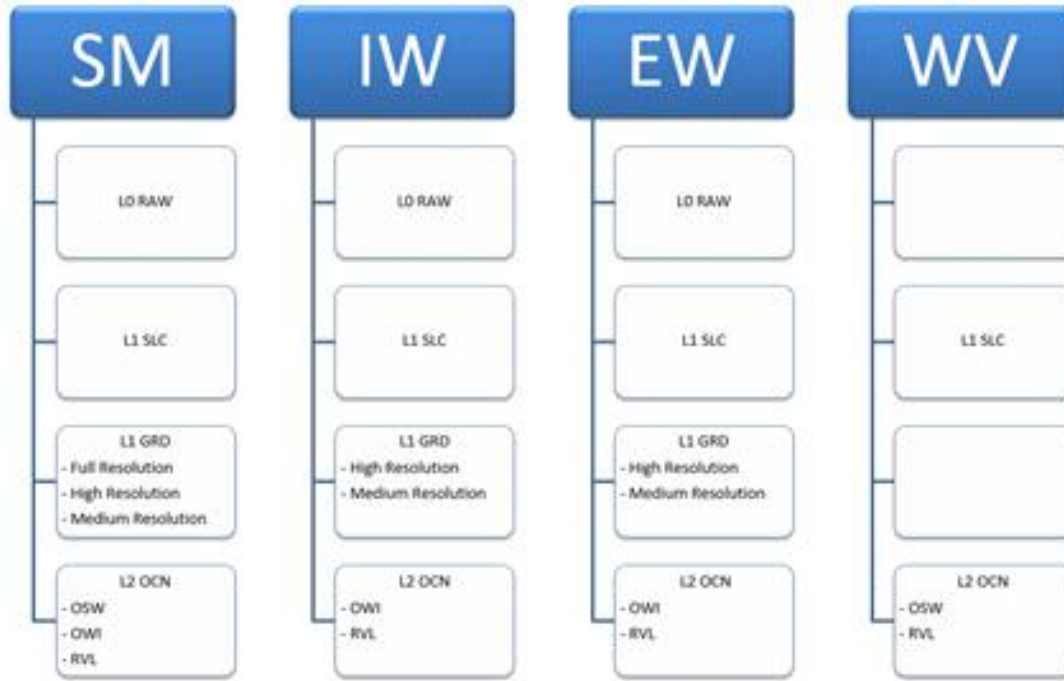 SM
L0 RAW
L1 SLC
L1 GRD
- Full Resolution
- High Resolution
- Medium Resolution
L2 OCN
- OSW
- OWI
- RVL
IW
L0 RAW
L1 SLC
L1 GRD
- High Resolution
- Medium Resolution
L2 OCN
- OWI
- RVL
EW
L0 RAW
L1 SLC
L1 GRD
- High Resolution
- Medium Resolution
L2 OCN
- OWI
- RVL
WV
L1 SLC
L2 OCN
- OSW
- RVL